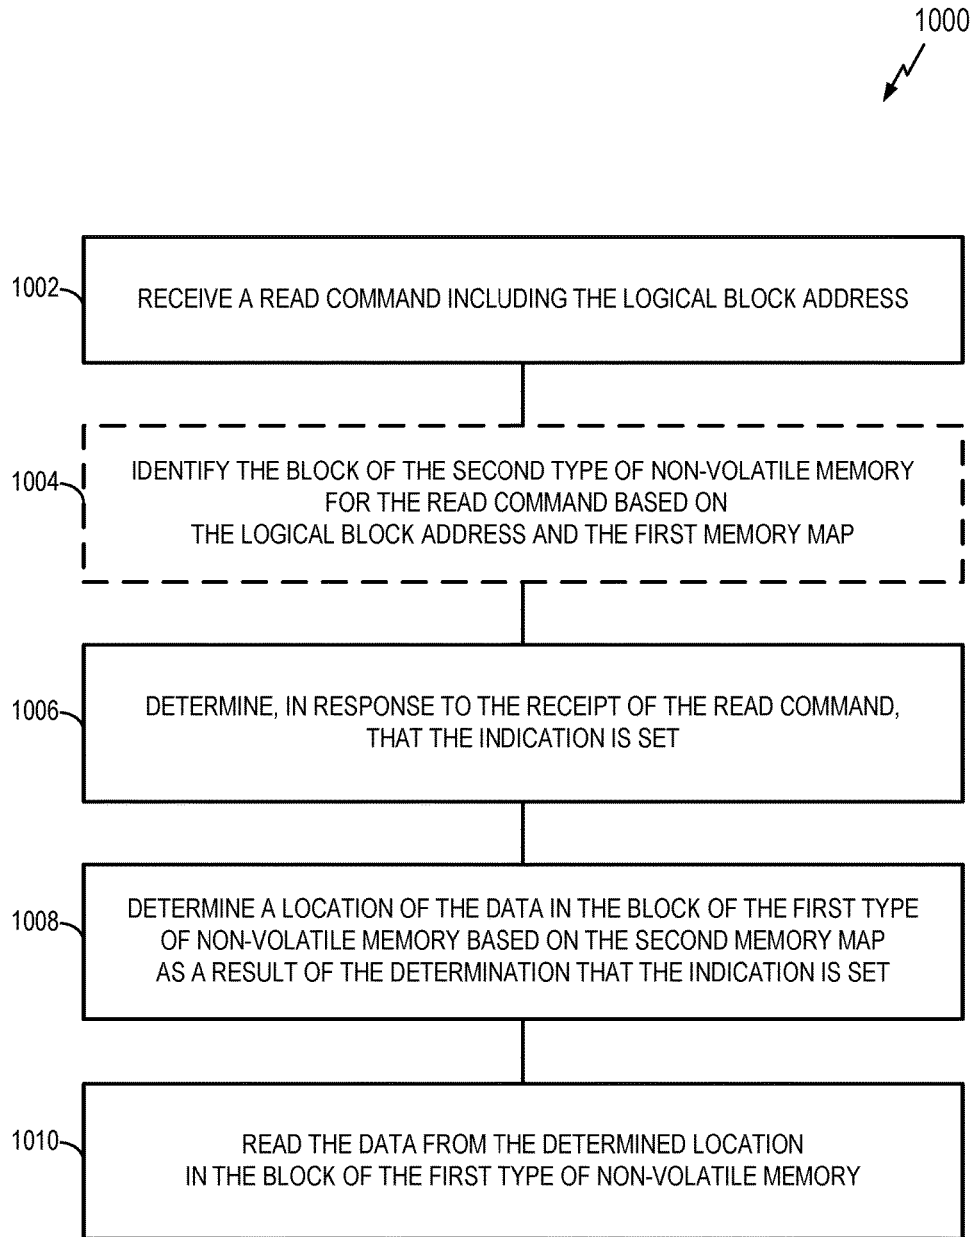 1000
1002
RECEIVE A READ COMMAND INCLUDING THE LOGICAL BLOCK ADDRESS
1004
IDENTIFY THE BLOCK OF THE SECOND TYPE OF NON-VOLATILE MEMORY
FOR THE READ COMMAND BASED ON
THE LOGICAL BLOCK ADDRESS AND THE FIRST MEMORY MAP
1006
DETERMINE, IN RESPONSE TO THE RECEIPT OF THE READ COMMAND,
THAT THE INDICATION IS SET
1008
DETERMINE A LOCATION OF THE DATA IN THE BLOCK OF THE FIRST TYPE
OF NON-VOLATILE MEMORY BASED ON THE SECOND MEMORY MAP
AS A RESULT OF THE DETERMINATION THAT THE INDICATION IS SET
1010
READ THE DATA FROM THE DETERMINED LOCATION
IN THE BLOCK OF THE FIRST TYPE OF NON-VOLATILE MEMORY